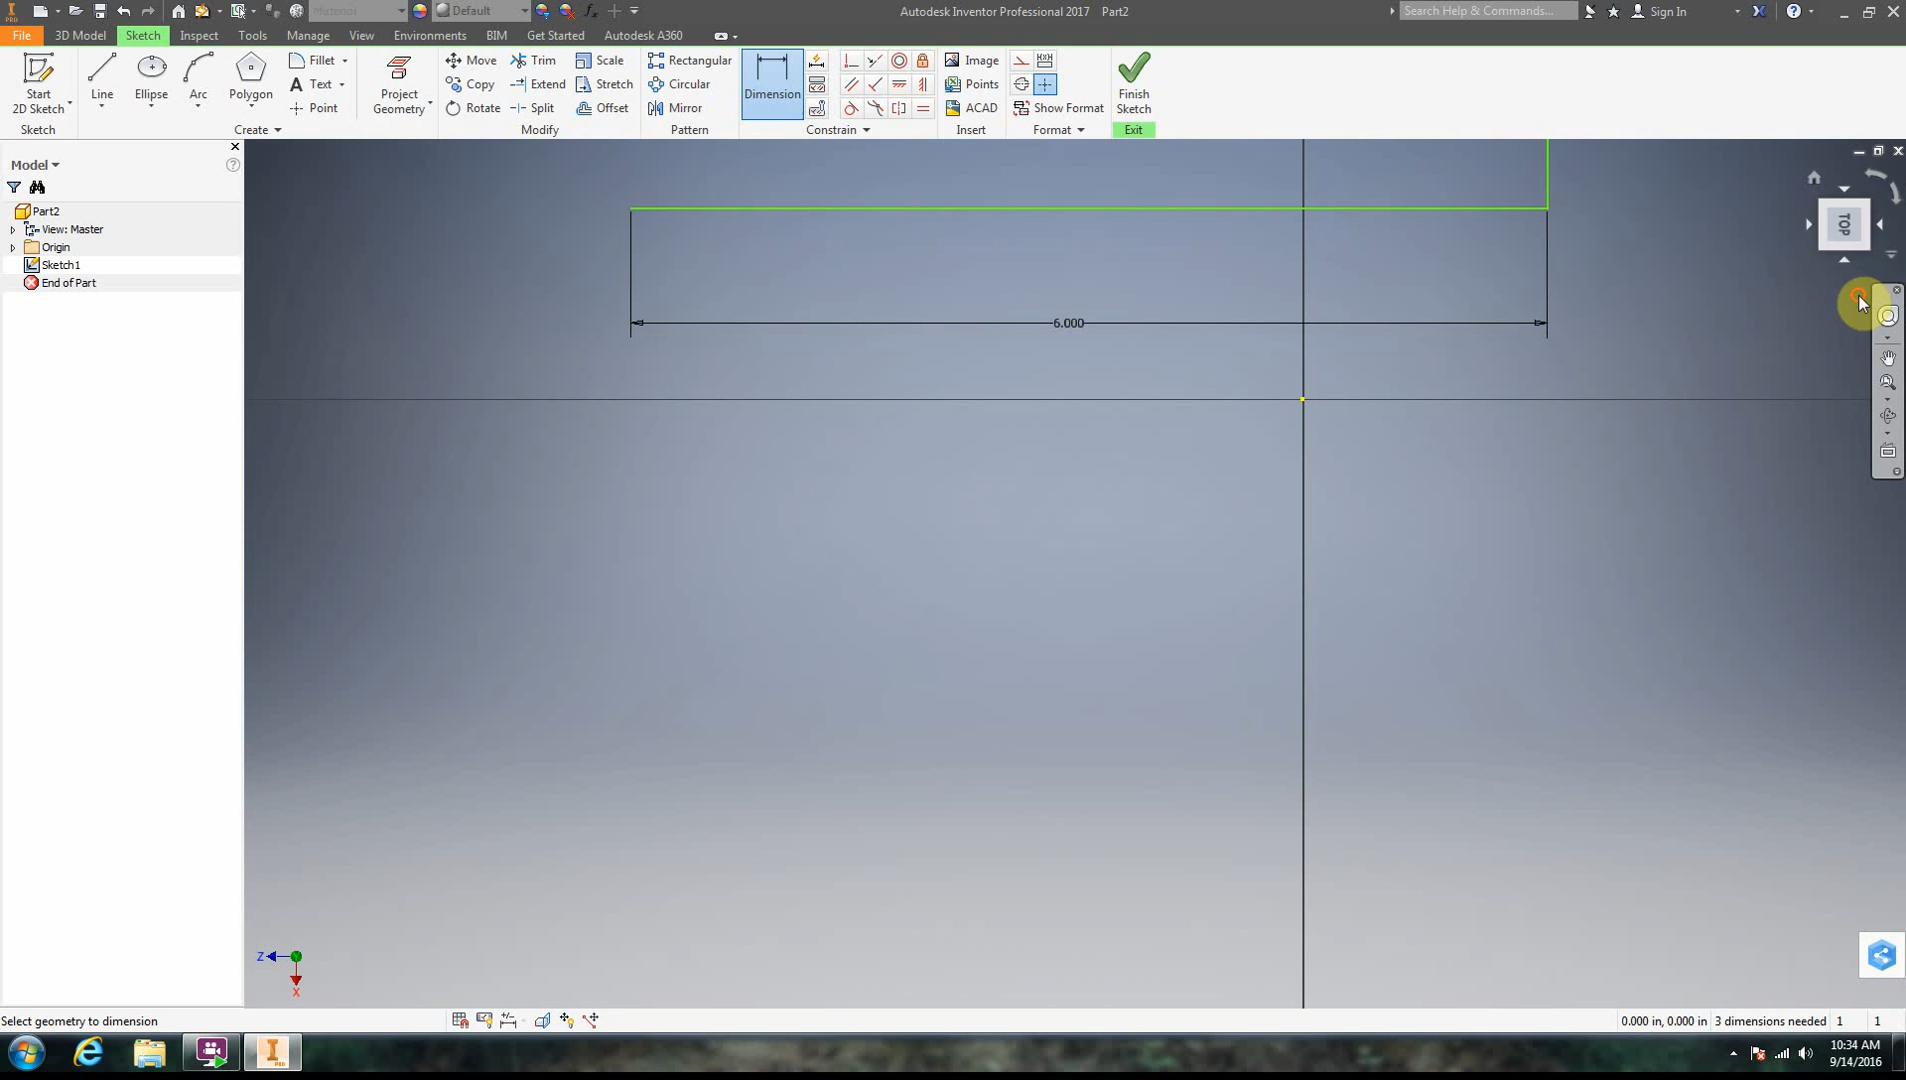 Material
Default
Autodesk Inventor Professional 2017 Part2
Search Help & Commands...
Sign In
File 3D Model Sketch Inspect Tools Manage View Environments BIM Get Started Autodesk A360
Start 2D Sketch
Line
Ellipse
Arc
Polygon
Fillet
Text
Point
Project Geometry
Move
Copy
Rotate
Trim
Extend
Split
Scale
Stretch
Offset
Rectangular
Circular
Mirror
Dimension
Image
Points
ACAD
Show Format
Finish Sketch
Sketch Create Modify Pattern Constrain Insert Format Exit
Model
Part2
View: Master
Origin
Sketch1
End of Part
TOP
6.000
Z
X
Select geometry to dimension
0.000 in, 0.000 in 3 dimensions needed 1 1
10:34 AM
9/14/2016